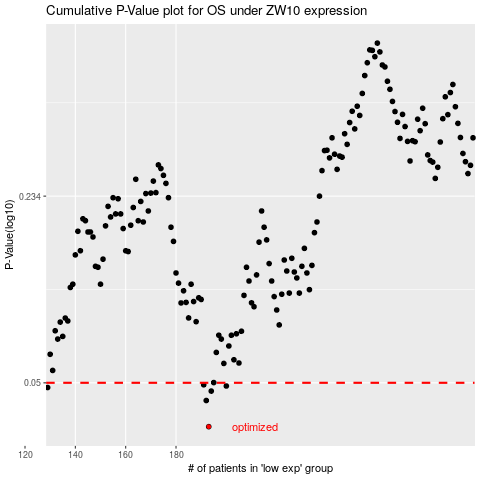 Cumulative P-Value plot for OS under ZW10 expression
P-Value(log10)
0.234
0.05
optimized
120 140 160 180
# of patients in 'low exp' group